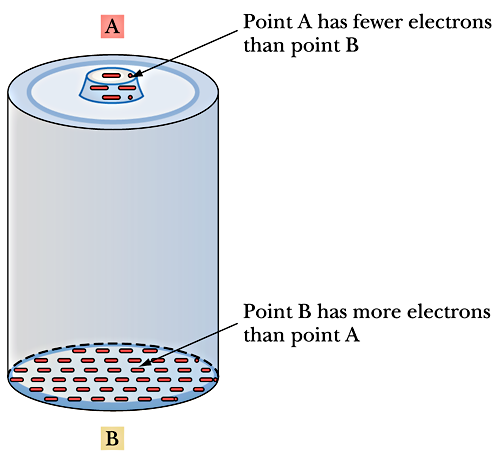 A
Point A has fewer electrons
than point B
Point B has more electrons
than point A
B